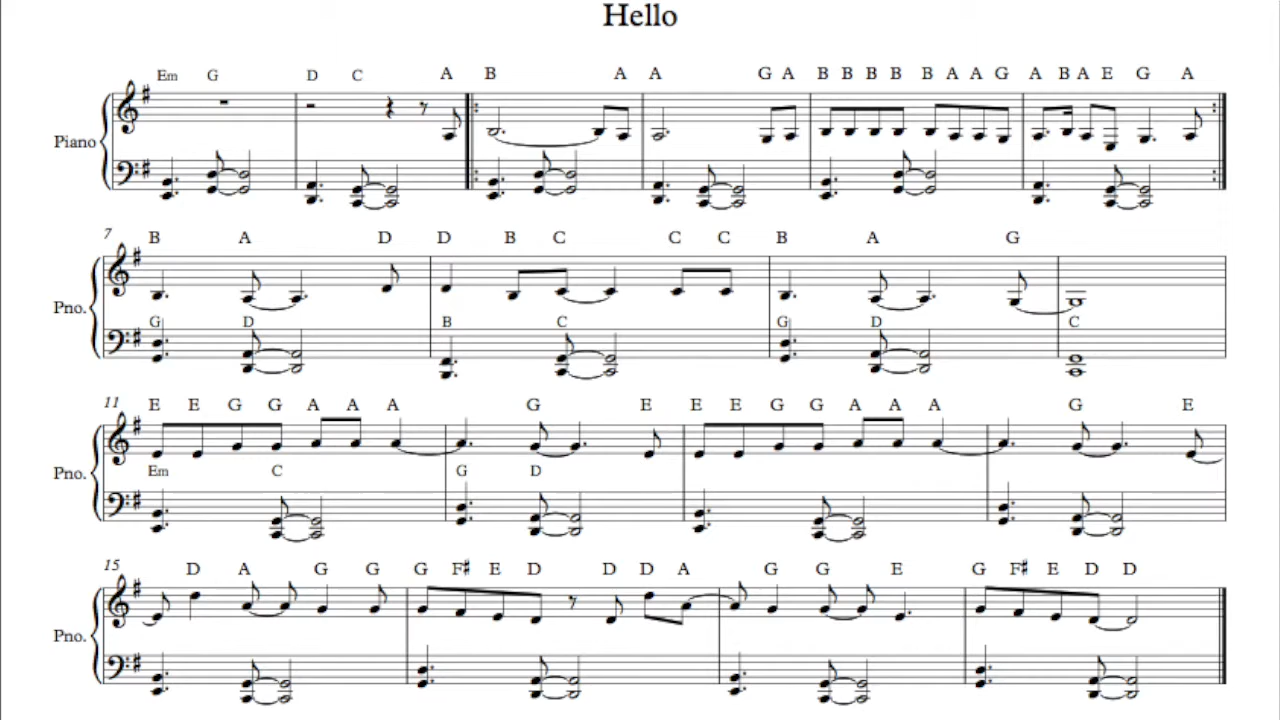 Hello
Em G D C A B A A G A B B B B B A A G A B A E G A
Piano
7 B A D D B C C C B A G
Pno.
G D B C G D C
11 E E G G A A A G E E E G G A A A G E
Pno.
Em C G D
15 D A G G G F# E D D D A G G E G F# E D D
Pno.